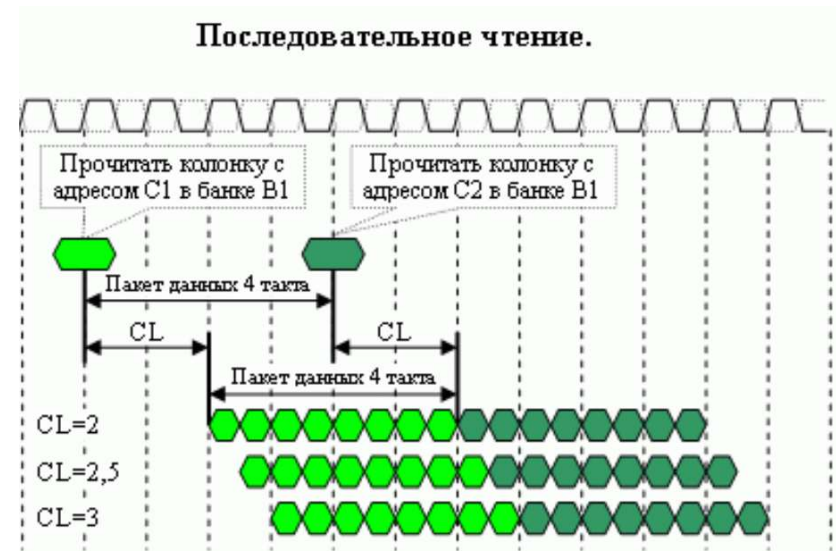 Последовательное чтение.
Прочитать колонку с
адресом C1 в банке B1
Прочитать колонку с
адресом C2 в банке B1
Пакет данных 4 такта
CL
CL
Пакет данных 4 такта
CL=2
CL=2,5
CL=3